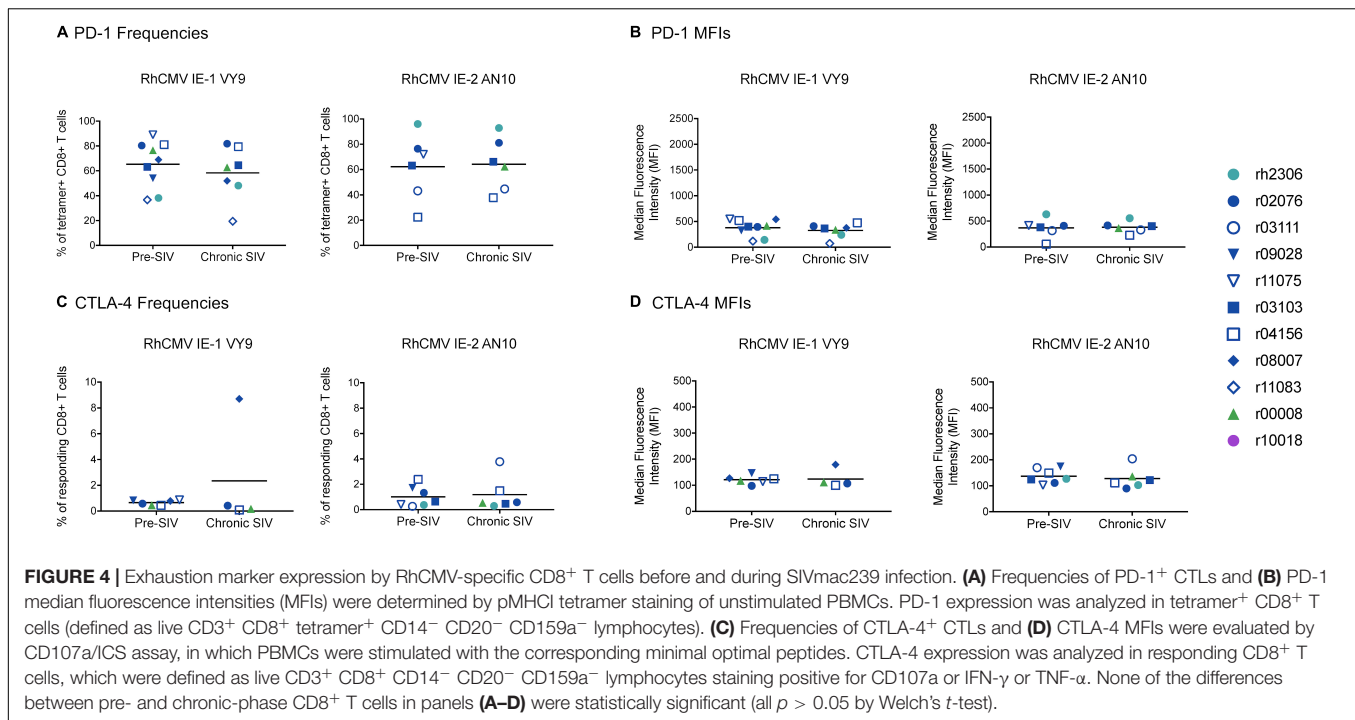 A PD-1 Frequencies
B PD-1 MFIs
RhCMV IE-1 VY9
RhCMV IE-2 AN10
RhCMV IE-1 VY9
RhCMV IE-2 AN10
% of tetramer+ CD8+ T cells
100
80
60
40
20
0
Pre-SIV
Chronic SIV
% of tetramer+ CD8+ T cells
100
80
60
40
20
0
Pre-SIV
Chronic SIV
Median Fluorescence
Intensity (MFI)
2500
2000
1500
1000
500
0
Pre-SIV
Chronic SIV
Median Fluorescence
Intensity (MFI)
2500
2000
1500
1000
500
0
Pre-SIV
Chronic SIV
rh2306
r02076
r03111
r09028
r11075
r03103
r04156
r08007
r11083
r00008
r10018
C CTLA-4 Frequencies
D CTLA-4 MFIs
RhCMV IE-1 VY9
RhCMV IE-2 AN10
RhCMV IE-1 VY9
RhCMV IE-2 AN10
% of responding CD8+ T cells
10
8
6
4
2
0
Pre-SIV
Chronic SIV
% of responding CD8+ T cells
10
8
6
4
2
0
Pre-SIV
Chronic SIV
Median Fluorescence
Intensity (MFI)
500
400
300
200
100
0
Pre-SIV
Chronic SIV
Median Fluorescence
Intensity (MFI)
500
400
300
200
100
0
Pre-SIV
Chronic SIV
FIGURE 4 | Exhaustion marker expression by RhCMV-specific CD8⁺ T cells before and during SIVmac239 infection. (A) Frequencies of PD-1⁺ CTLs and (B) PD-1
median fluorescence intensities (MFIs) were determined by pMHCI tetramer staining of unstimulated PBMCs. PD-1 expression was analyzed in tetramer⁺ CD8⁺ T
cells (defined as live CD3⁺ CD8⁺ tetramer⁺ CD14⁻ CD20⁻ CD159a⁻ lymphocytes). (C) Frequencies of CTLA-4⁺ CTLs and (D) CTLA-4 MFIs were evaluated by
CD107a/ICS assay, in which PBMCs were stimulated with the corresponding minimal optimal peptides. CTLA-4 expression was analyzed in responding CD8⁺ T
cells, which were defined as live CD3⁺ CD8⁺ CD14⁻ CD20⁻ CD159a⁻ lymphocytes staining positive for CD107a or IFN-γ or TNF-α. None of the differences
between pre- and chronic-phase CD8⁺ T cells in panels (A–D) were statistically significant (all p > 0.05 by Welch's t-test).